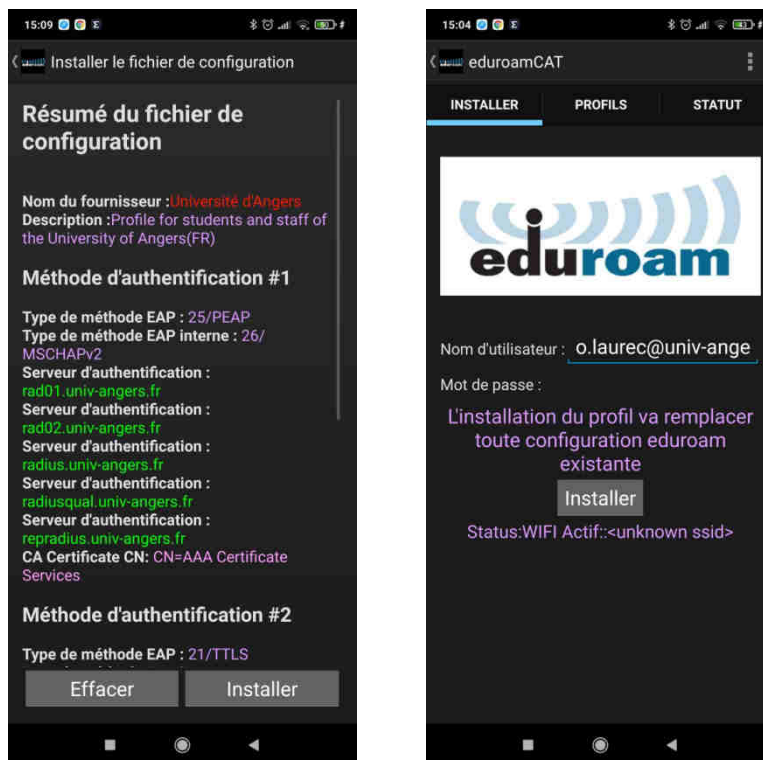 15:09
Installer le fichier de configuration
Résumé du fichier de
configuration
Nom du fournisseur :Université d'Angers
Description :Profile for students and staff of
the University of Angers(FR)
Méthode d'authentification #1
Type de méthode EAP : 25/PEAP
Type de méthode EAP interne : 26/
MSCHAPv2
Serveur d'authentification :
rad01.univ-angers.fr
Serveur d'authentification :
rad02.univ-angers.fr
Serveur d'authentification :
radius.univ-angers.fr
Serveur d'authentification :
radiusqual.univ-angers.fr
Serveur d'authentification :
repradius.univ-angers.fr
CA Certificate CN: CN=AAA Certificate
Services
Méthode d'authentification #2
Type de méthode EAP : 21/TTLS
Effacer Installer
15:04
eduroamCAT
INSTALLER PROFILS STATUT
eduroam
Nom d'utilisateur : o.laurec@univ-ange
Mot de passe :
L'installation du profil va remplacer
toute configuration eduroam
existante
Installer
Status:WIFI Actif::<unknown ssid>